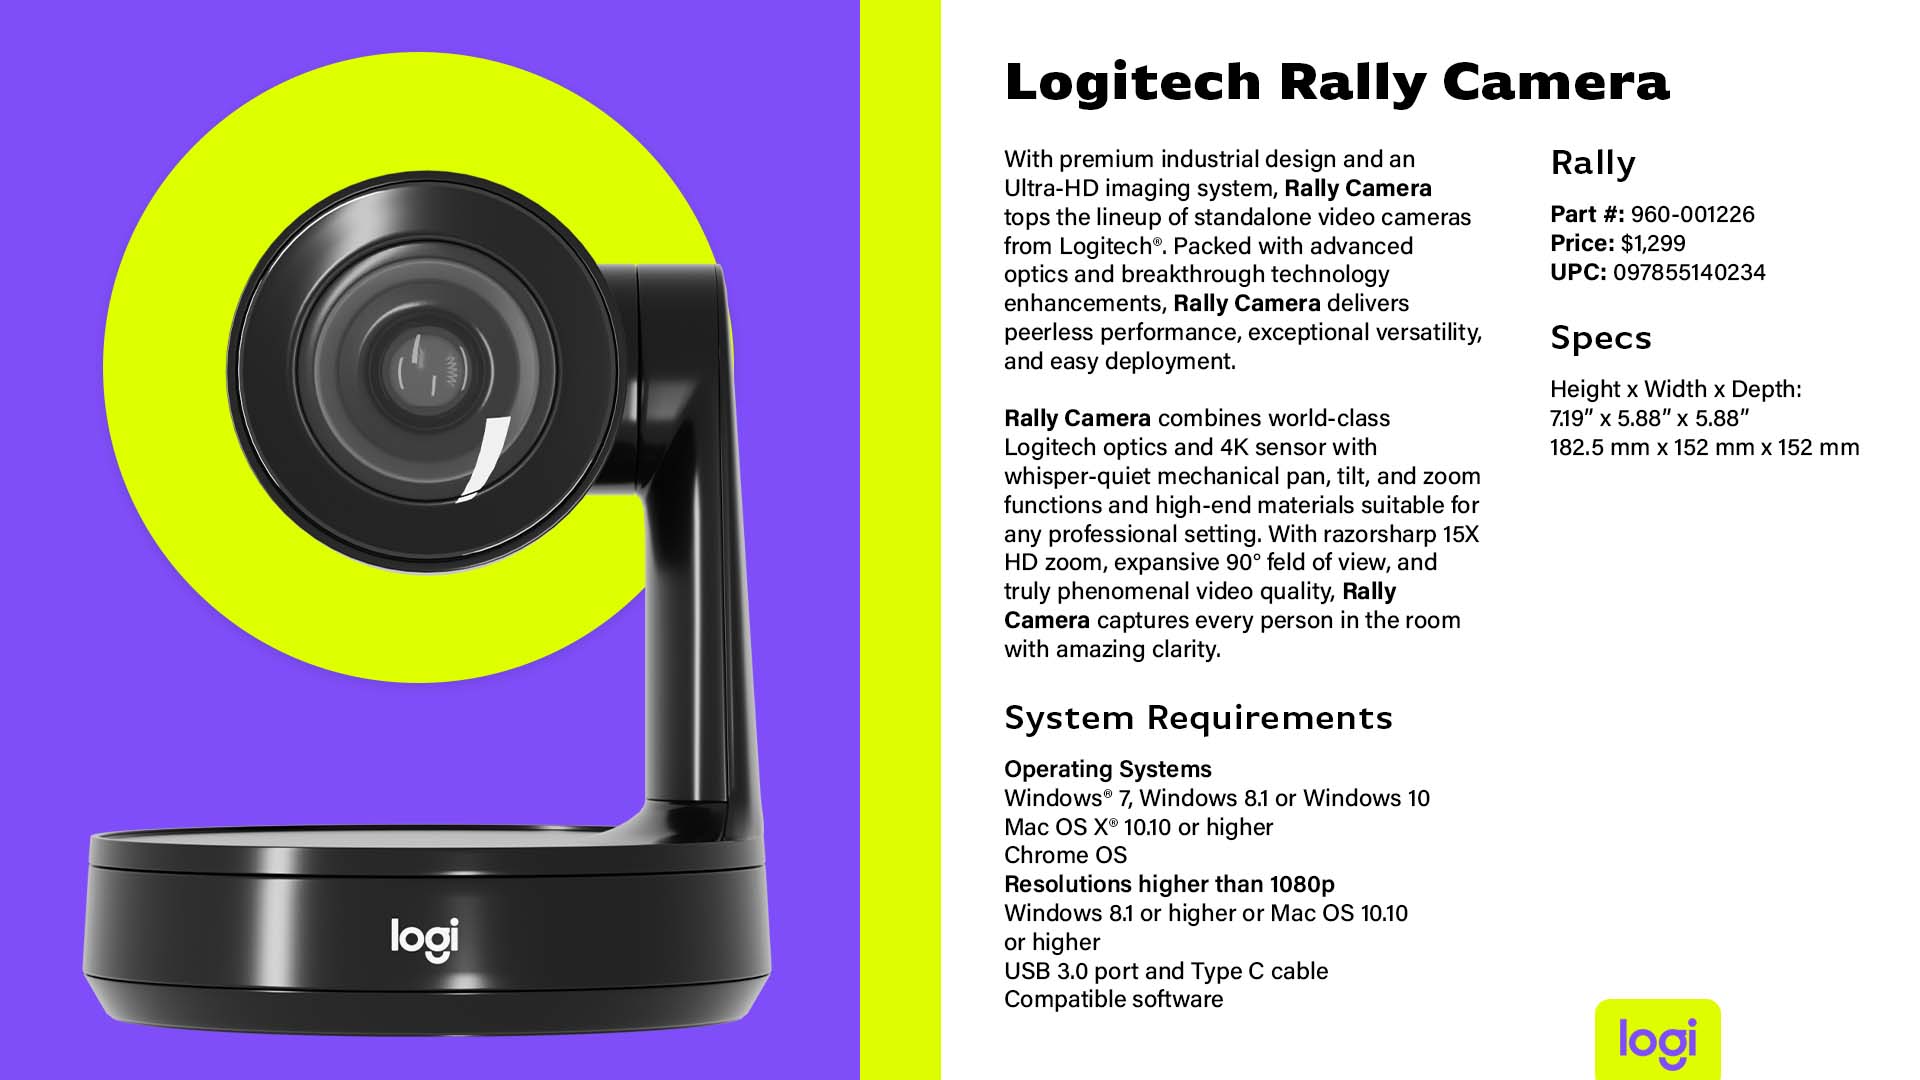 logi
Logitech Rally Camera
With premium industrial design and an
Ultra-HD imaging system, Rally Camera
tops the lineup of standalone video cameras
from Logitech®. Packed with advanced
optics and breakthrough technology
enhancements, Rally Camera delivers
peerless performance, exceptional versatility,
and easy deployment.
Rally Camera combines world-class
Logitech optics and 4K sensor with
whisper-quiet mechanical pan, tilt, and zoom
functions and high-end materials suitable for
any professional setting. With razorsharp 15X
HD zoom, expansive 90° feld of view, and
truly phenomenal video quality, Rally
Camera captures every person in the room
with amazing clarity.
System Requirements
Operating Systems
Windows® 7, Windows 8.1 or Windows 10
Mac OS X® 10.10 or higher
Chrome OS
Resolutions higher than 1080p
Windows 8.1 or higher or Mac OS 10.10
or higher
USB 3.0 port and Type C cable
Compatible software
Rally
Part #: 960-001226
Price: $1,299
UPC: 097855140234
Specs
Height x Width x Depth:
7.19” x 5.88” x 5.88”
182.5 mm x 152 mm x 152 mm
logi